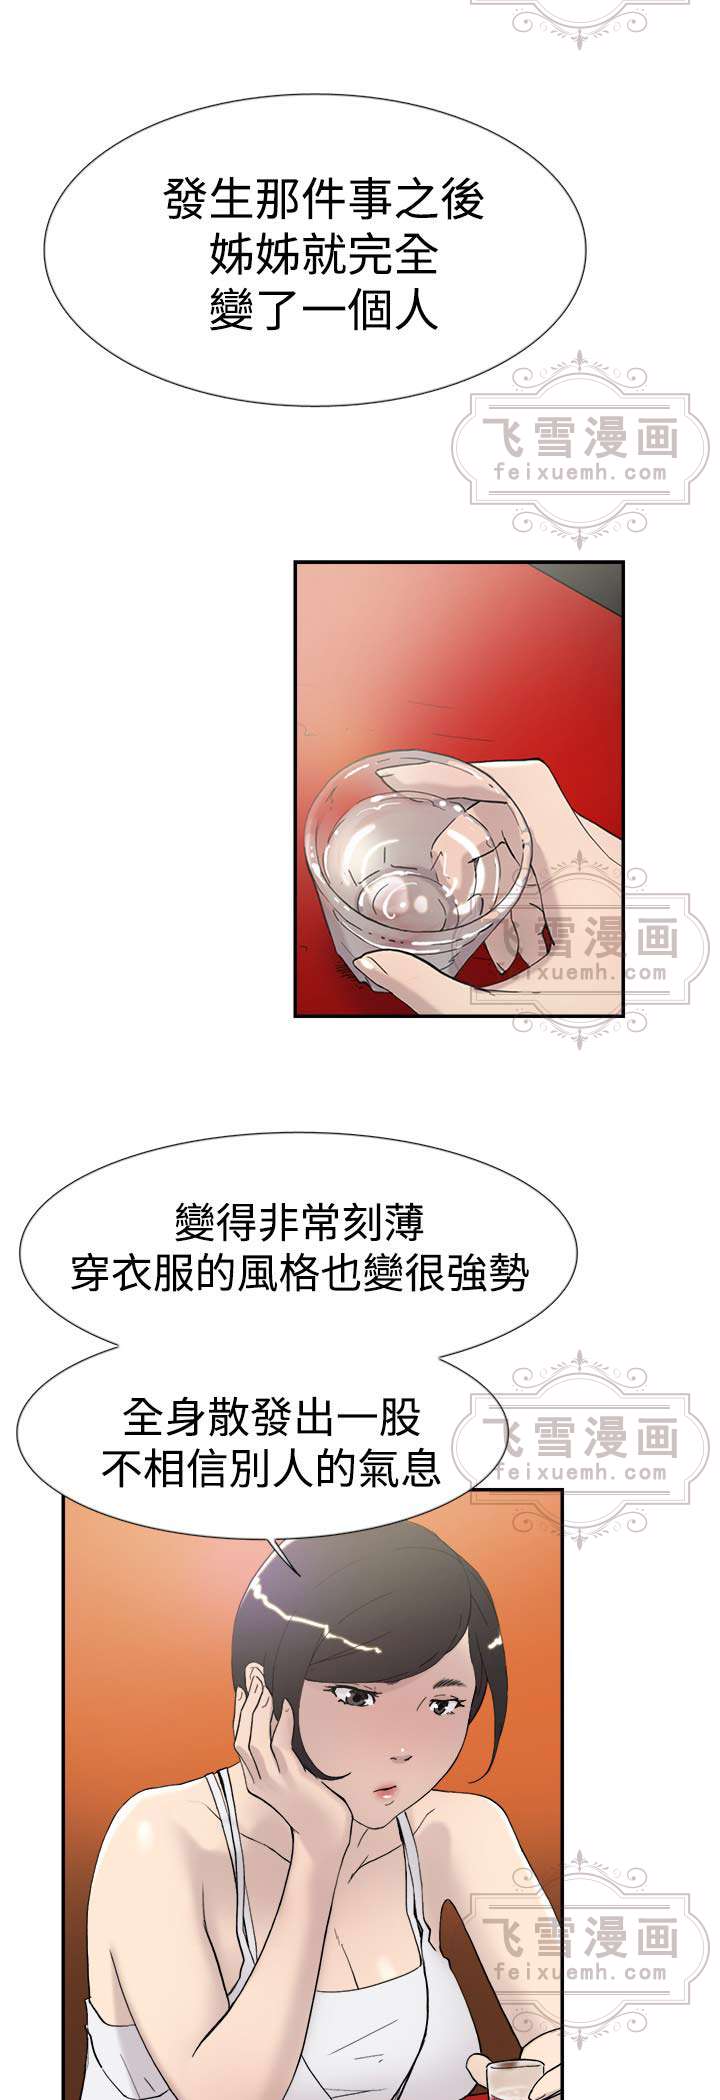 發生那件事之後
姊姊就完全
變了一個人
飞雪漫画
feixuemh.com
飞雪漫画
feixuemh.com
變得非常刻薄
穿衣服的風格也變很強勢
全身散發出一股
不相信別人的氣息
飞雪漫画
feixuemh.com
飞雪漫画
feixuemh.com